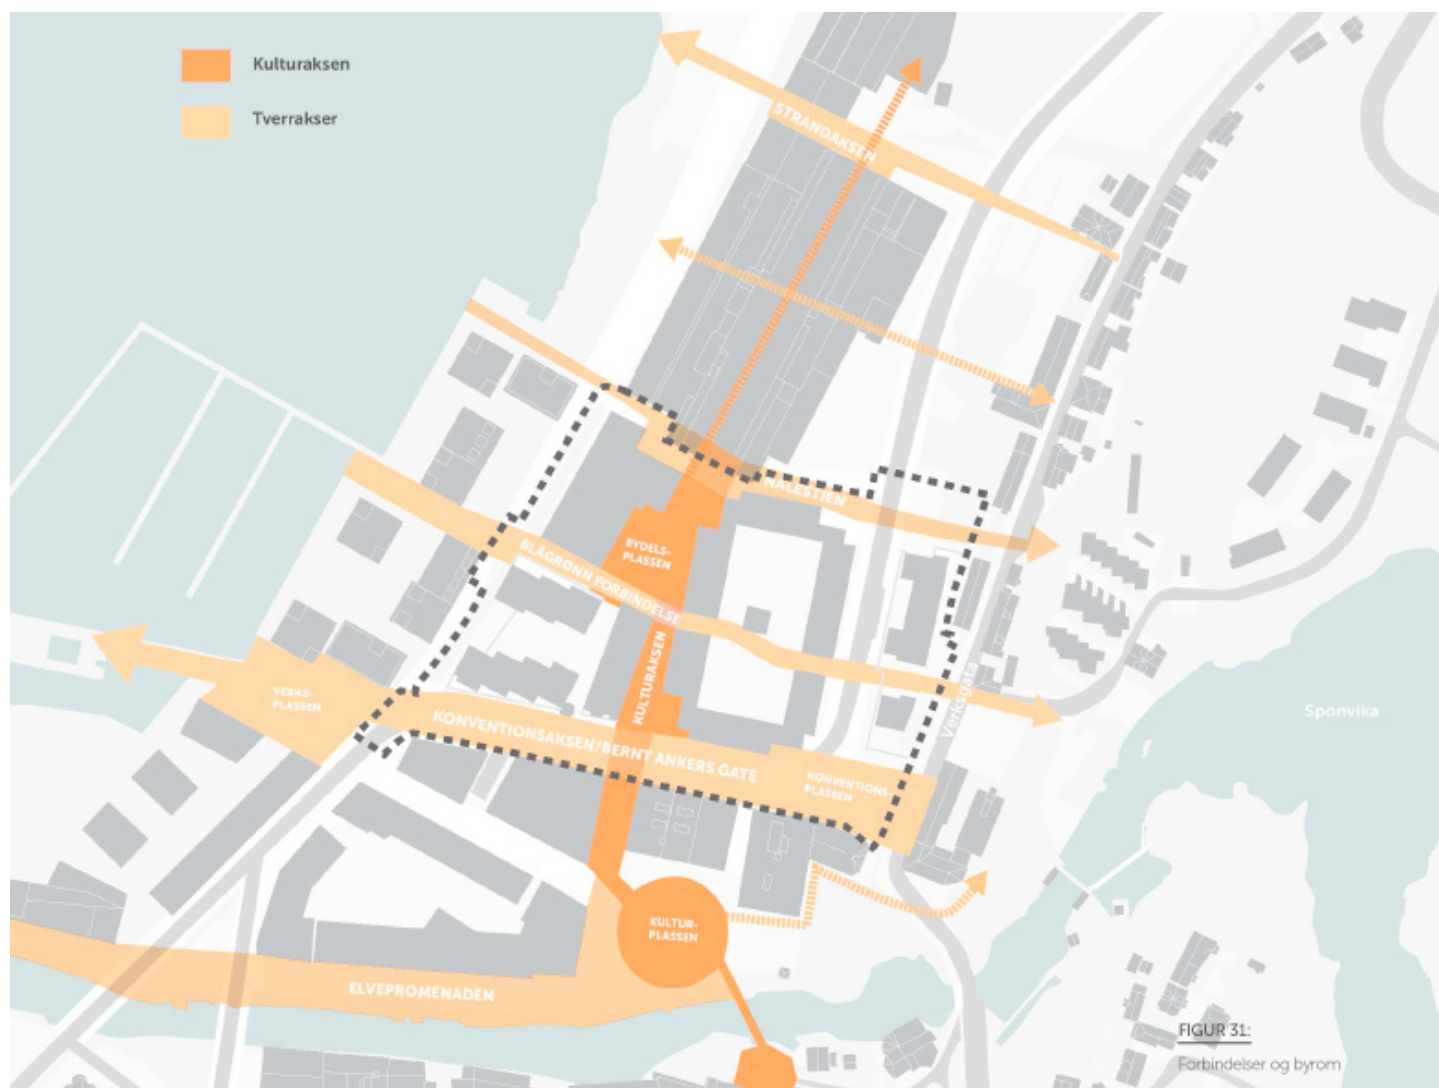 Kulturaksen
Tverrakser
STRANDAKSEN
MALESTIEN
BYDELS-
PLASSEN
BLÅGRØNN FORBINDELSE
KULTURAKSEN
Verksgata
VERKS-
PLASSEN
KONVENTIONSAKSEN/BERNT ANKERS GATE
KONVENTIONS-
PLASSEN
Sponvika
KULTUR-
PLASSEN
ELVEPROMENADEN
FIGUR 31:
Forbindelser og byrom